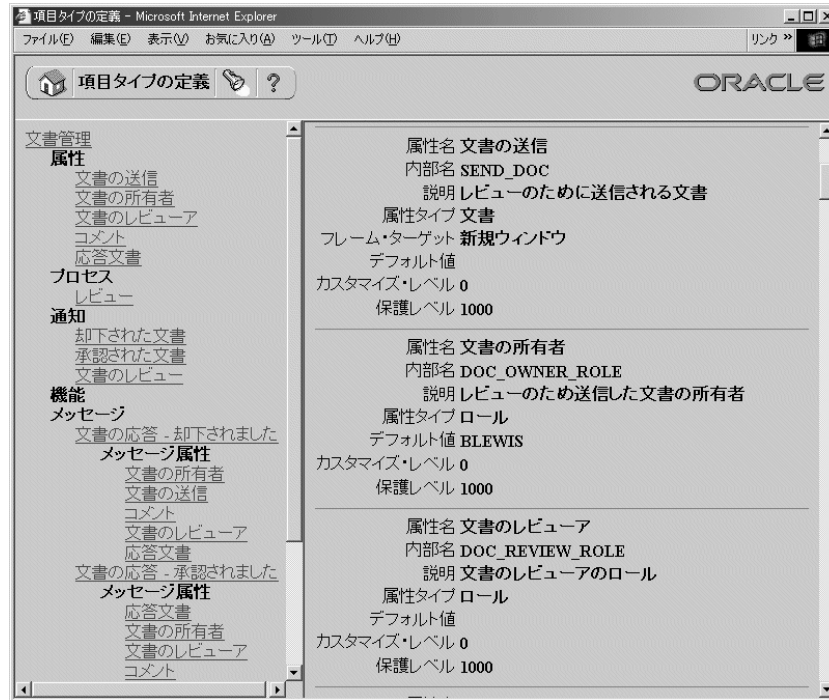 項目タイプの定義 - Microsoft Internet Explorer
ファイル(F) 編集(E) 表示(V) お気に入り(A) ツール(T) ヘルプ(H) リンク »
項目タイプの定義 ?
ORACLE
文書管理
属性
文書の送信
文書の所有者
文書のレビューア
コメント
応答文書
プロセス
レビュー
通知
却下された文書
承認された文書
文書のレビュー
機能
メッセージ
文書の応答 - 却下されました
メッセージ属性
文書の所有者
文書の送信
コメント
文書のレビューア
応答文書
文書の応答 - 承認されました
メッセージ属性
応答文書
文書の所有者
文書のレビューア
コメント
属性名 文書の送信
内部名 SEND_DOC
説明 レビューのために送信される文書
属性タイプ 文書
フレーム・ターゲット 新規ウィンドウ
デフォルト値
カスタマイズ・レベル 0
保護レベル 1000
属性名 文書の所有者
内部名 DOC_OWNER_ROLE
説明 レビューのため送信した文書の所有者
属性タイプ ロール
デフォルト値 BLEWIS
カスタマイズ・レベル 0
保護レベル 1000
属性名 文書のレビューア
内部名 DOC_REVIEW_ROLE
説明 文書のレビューアのロール
属性タイプ ロール
デフォルト値
カスタマイズ・レベル 0
保護レベル 1000